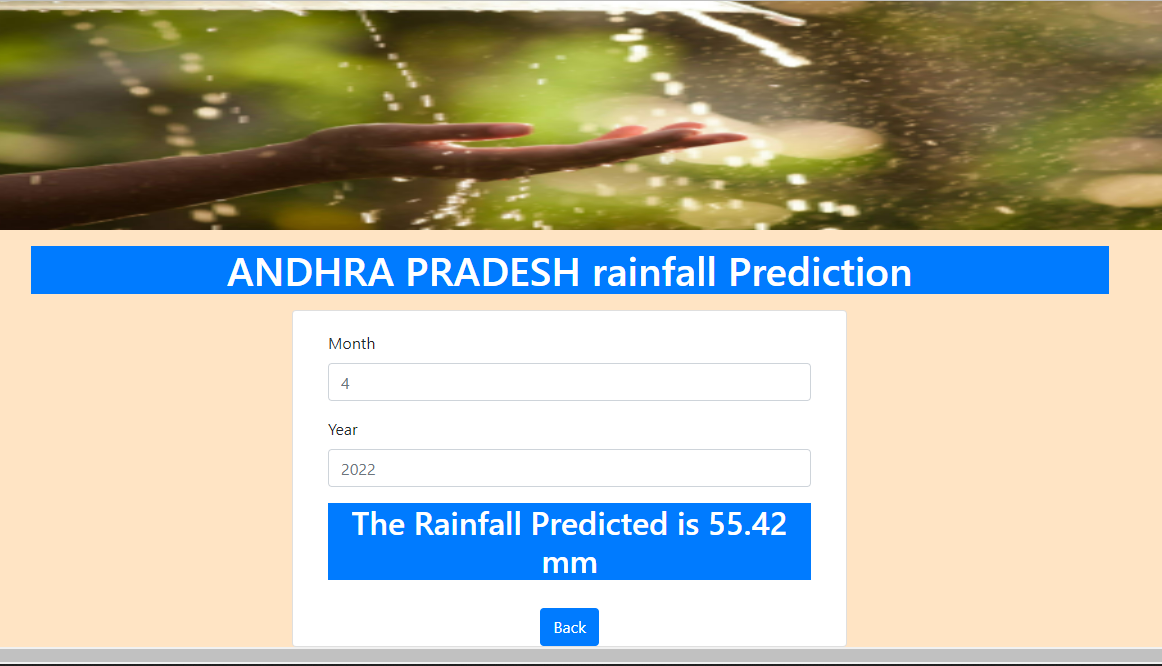 ANDHRA PRADESH rainfall Prediction
Month
4
Year
2022
The Rainfall Predicted is 55.42
mm
Back